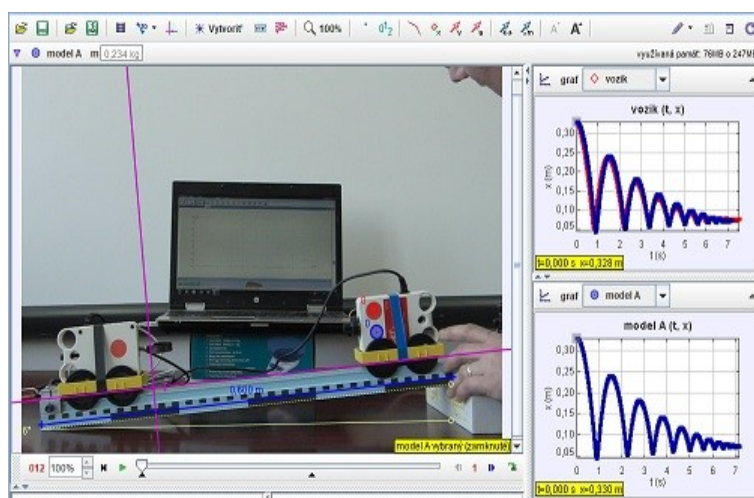 Vytvoriť 100%
model A m 0,234 kg
využívaná pamäť: 76MB o 247MB
graf vozík
vozík (t, x)
0,30
0,25
0,20
0,15
0,10
0,05
x (m)
0 1 2 3 4 5 6 7
t (s)
t=0,000 s x=0,328 m
graf model A
model A (t, x)
0,30
0,25
0,20
0,15
0,10
0,05
x (m)
0 1 2 3 4 5 6 7
t (s)
t=0,000 s x=0,330 m
0,600 m
6°
model A vybraný (zamknuté)
012 100% 1